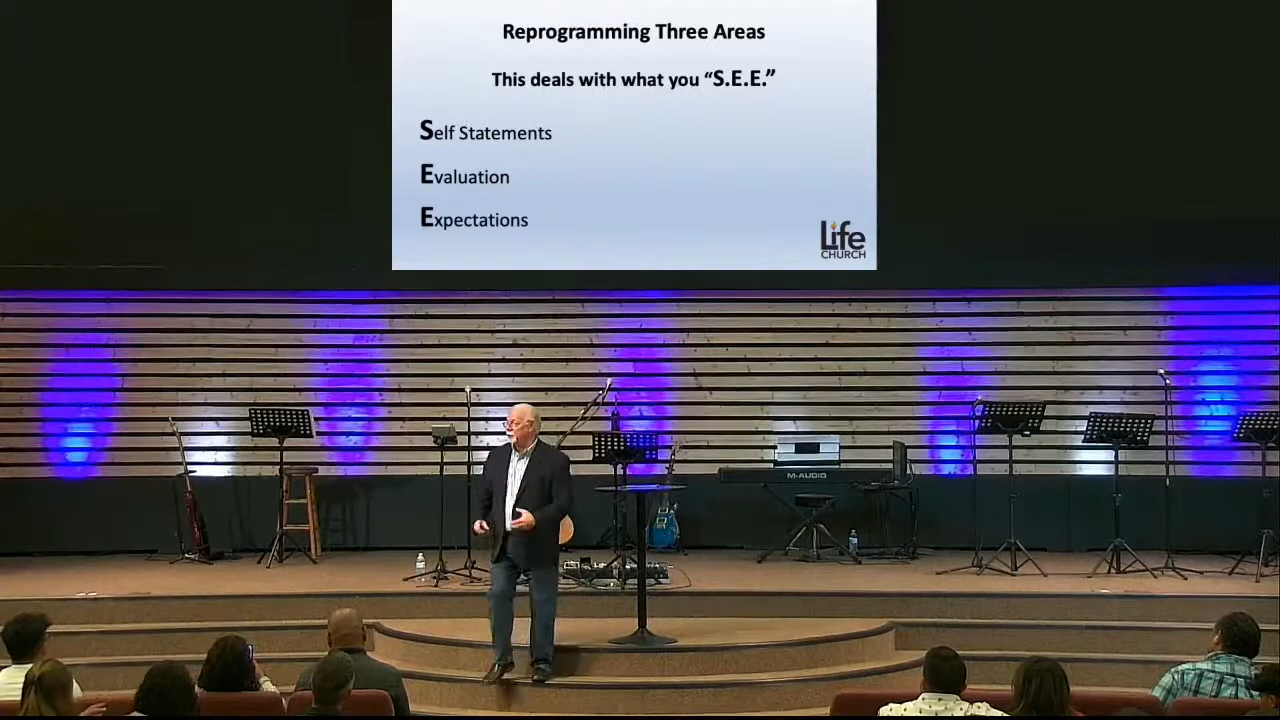 Reprogramming Three Areas
This deals with what you “S.E.E.”
Self Statements
Evaluation
Expectations
Life
CHURCH
M-AUDIO